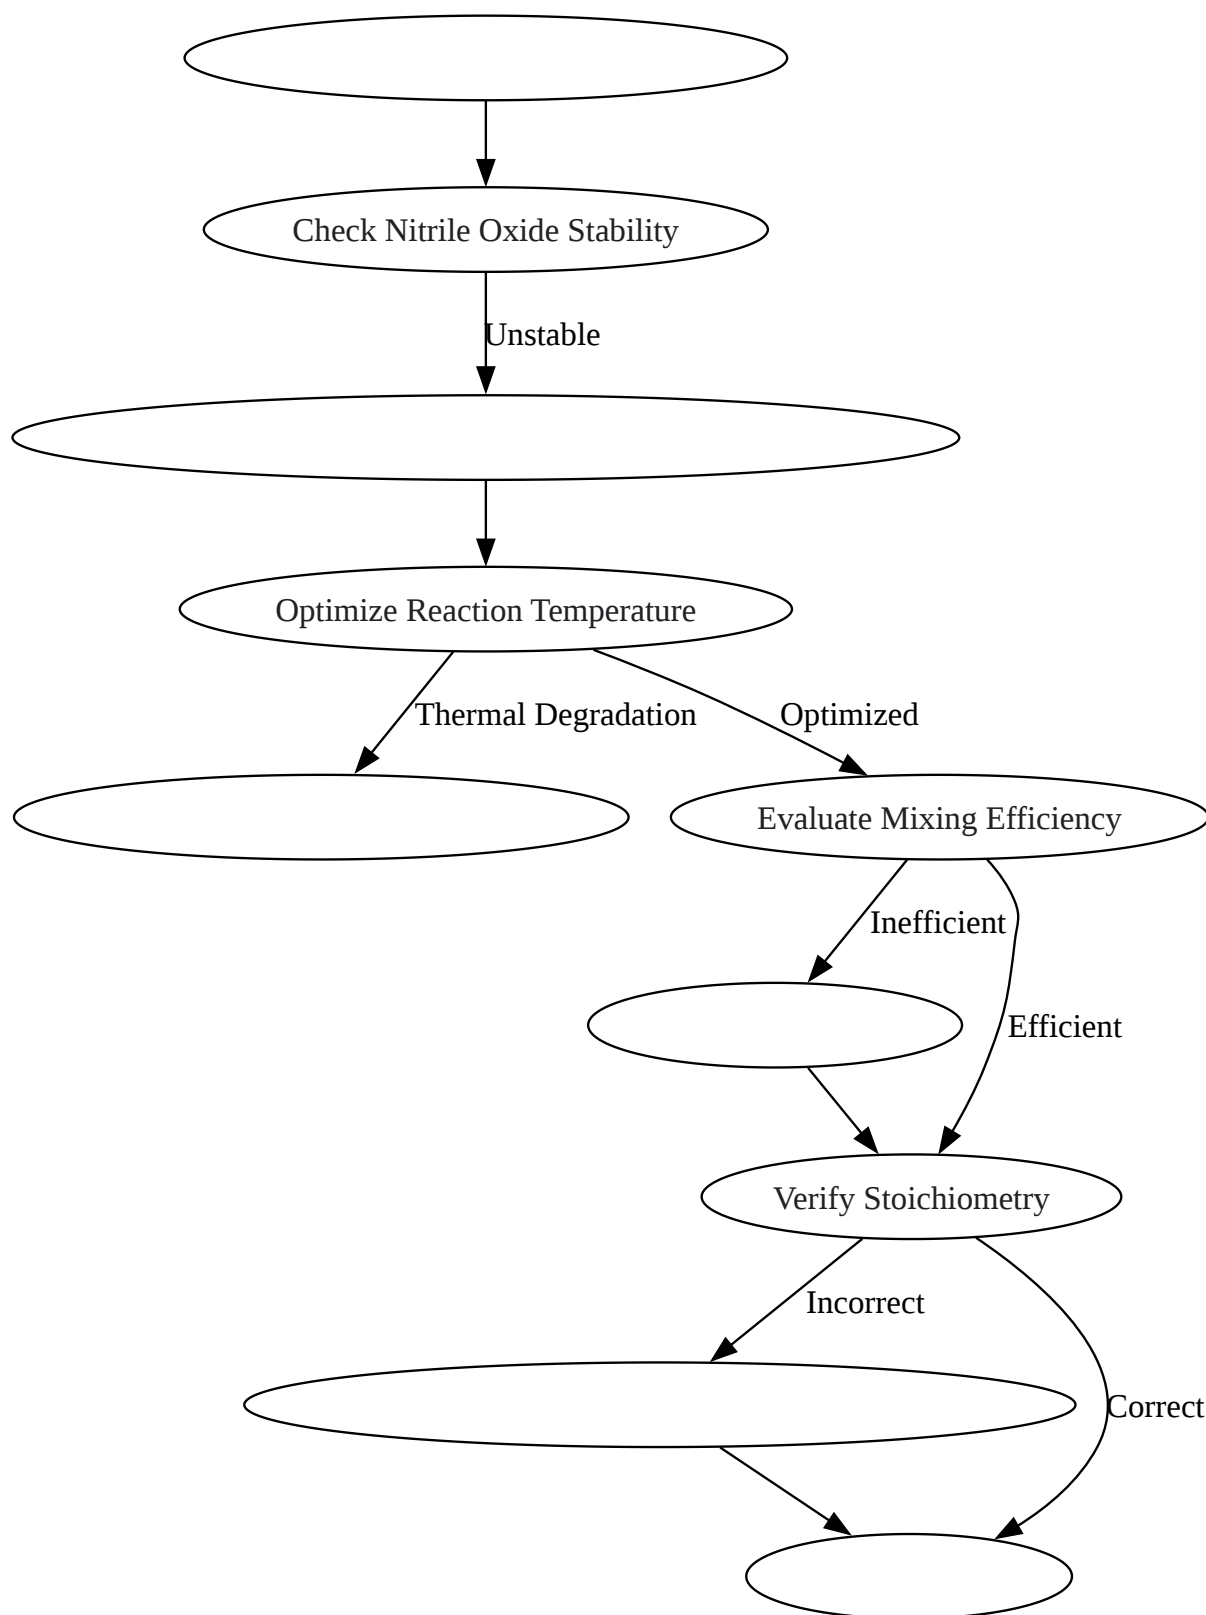 Check Nitrile Oxide Stability
Unstable
Optimize Reaction Temperature
Thermal Degradation
Optimized
Evaluate Mixing Efficiency
Inefficient
Efficient
Verify Stoichiometry
Incorrect
Correct